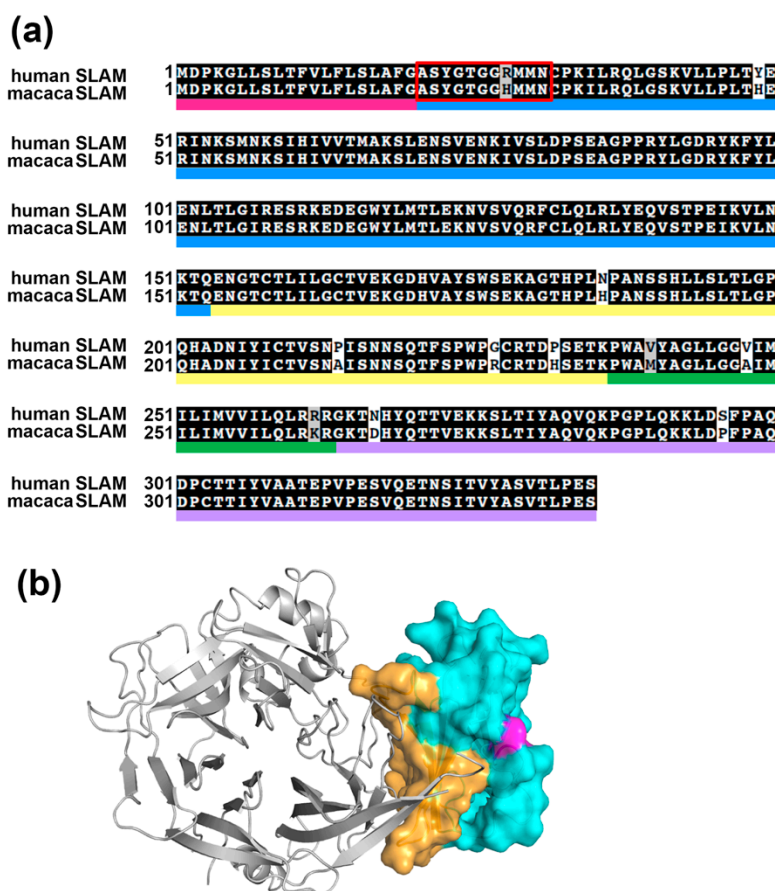 (a)
human SLAM 1 MDPKGLLSLTFVLFLSLAFGASYGTGGRMMNCPKILRQLGSKVLLPLTYE
macaca SLAM 1 MDPKGLLSLTFVLFLSLAFGASYGTGGHMMNCPKILRQLGSKVLLPLTHE
human SLAM 51 RINKSMNKSIHIVVTMAKSLENSVENKIVSLDPSEAGPPRYLGDRYKFYL
macaca SLAM 51 RINKSMNKSIHIVVTMAKSLENSVENKIVSLDPSEAGPPRYLGDRYKFYL
human SLAM 101 ENLTLGIRESRKEDEGWYLMTLEKNVSVQRFCLQLRLYEQVSTPEIKVLN
macaca SLAM 101 ENLTLGIRESRKEDEGWYLMTLEKNVSVQRFCLQLRLYEQVSTPEIKVLN
human SLAM 151 KTQENGTCTLILGCTVEKGDHVAYSWSEKAGTHPLNPANSSHLLSLTLGP
macaca SLAM 151 KTQENGTCTLILGCTVEKGDHVAYSWSEKAGTHPLHPANSSHLLSLTLGP
human SLAM 201 QHADNIYICTVSNPISNNSQTFSPWPGCRTDPSETKPWAVYAGLLGGVIM
macaca SLAM 201 QHADNIYICTVSNAISNNSQTFSPWPRCRTDHSETKPWAMYAGLLGGAIM
human SLAM 251 ILIMVVILQLRRRGKTNHYQTTVEKKSLTIYAQVQKPGPLQKKLDSFPAQ
macaca SLAM 251 ILIMVVILQLRKRGKTDHYQTTVEKKSLTIYAQVQKPGPLQKKLDPFPAQ
human SLAM 301 DPCTTIYVAATEPVPESVQETNSITVYASVTLPES
macaca SLAM 301 DPCTTIYVAATEPVPESVQETNSITVYASVTLPES
(b)